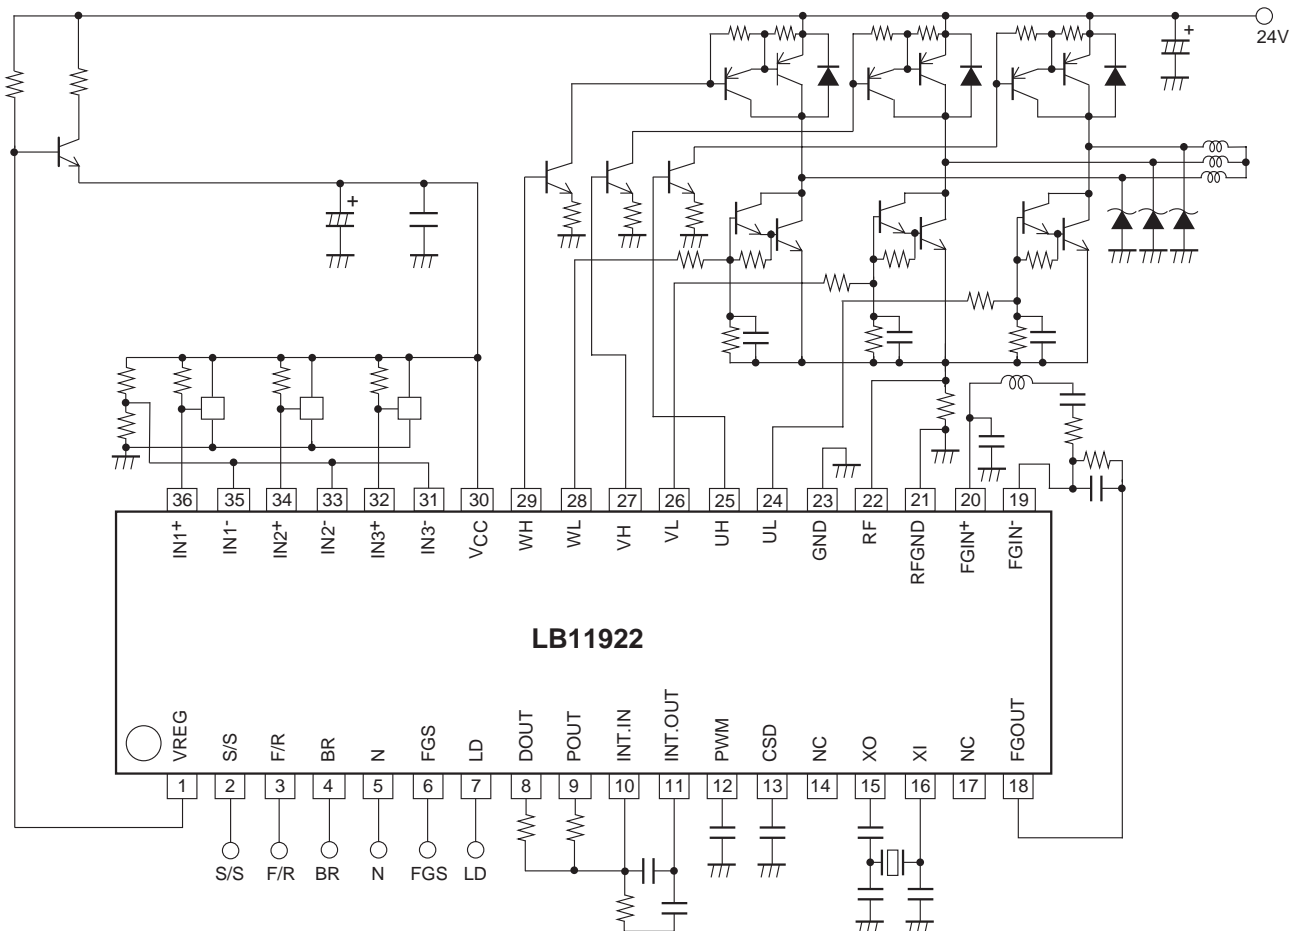 +
24V
+
36 35 34 33 32 31 30 29 28 27 26 25 24 23 22 21 20 19
IN1+ IN1- IN2+ IN2- IN3+ IN3- VCC WH WL VH VL UH UL GND RF RFGND FGIN+ FGIN-
LB11922
VREG S/S F/R BR N FGS LD DOUT POUT INT.IN INT.OUT PWM CSD NC XO XI NC FGOUT
1 2 3 4 5 6 7 8 9 10 11 12 13 14 15 16 17 18
S/S F/R BR N FGS LD